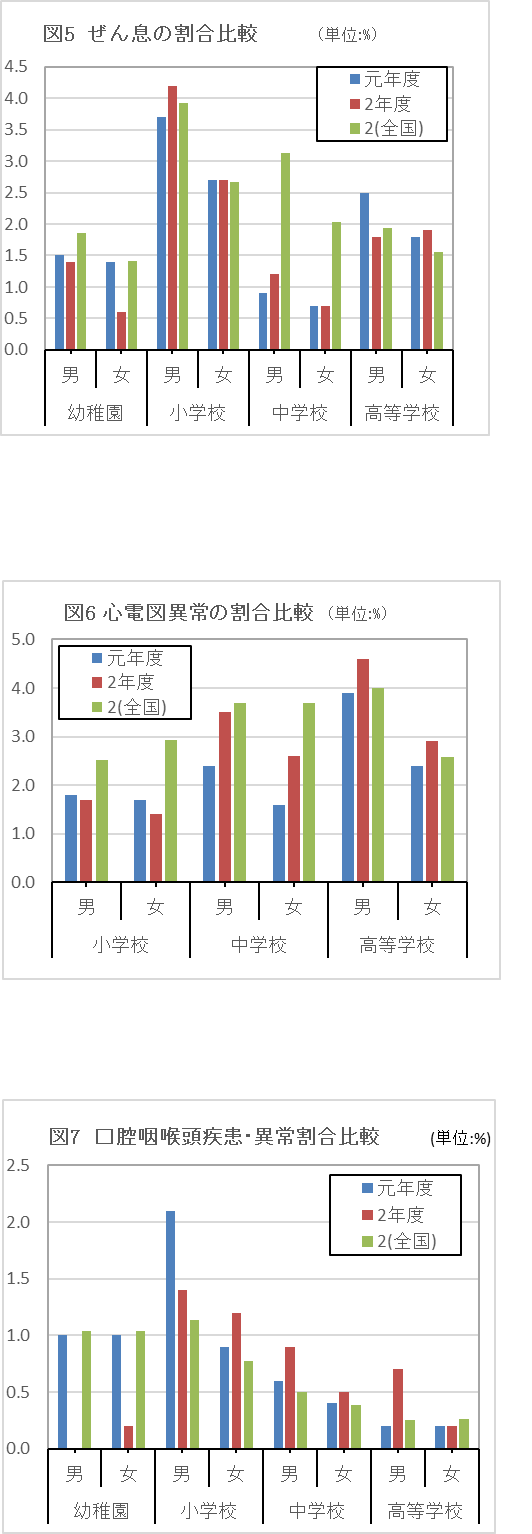 図5 ぜん息の割合比較 （単位:%）
元年度
2年度
2(全国)
4.5
4.0
3.5
3.0
2.5
2.0
1.5
1.0
0.5
0.0
男 女 男 女 男 女 男 女
幼稚園 小学校 中学校 高等学校
図6 心電図異常の割合比較 （単位:%）
元年度
2年度
2(全国)
5.0
4.0
3.0
2.0
1.0
0.0
男 女 男 女 男 女
小学校 中学校 高等学校
図7 口腔咽喉頭疾患・異常割合比較 (単位:%)
元年度
2年度
2(全国)
2.5
2.0
1.5
1.0
0.5
0.0
男 女 男 女 男 女 男 女
幼稚園 小学校 中学校 高等学校